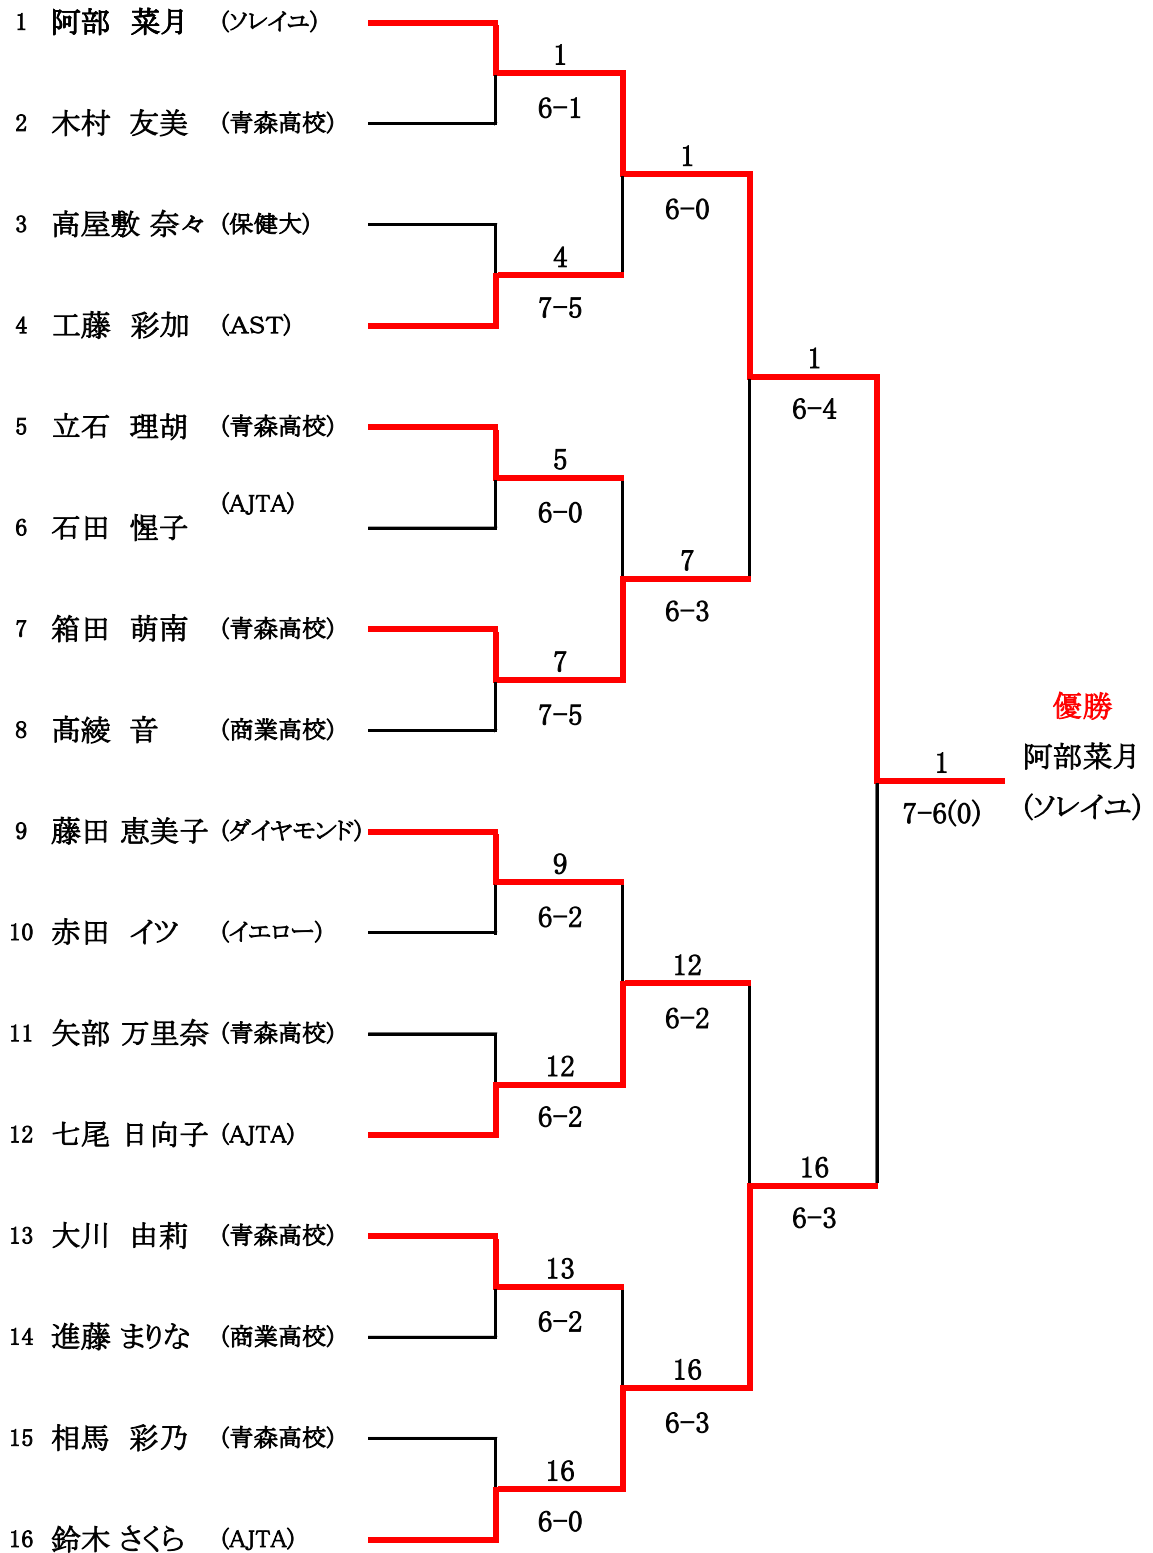 1 阿部 菜月 (ソレイユ)
1
6-1
2 木村 友美 (青森高校)
1
6-0
3 高屋敷 奈々 (保健大)
4
7-5
4 工藤 彩加 (AST)
1
6-4
5 立石 理胡 (青森高校)
5
6-0
(AJTA)
6 石田 惺子
7
6-3
7 箱田 萌南 (青森高校)
7
7-5
8 髙綾 音 (商業高校)
優勝
阿部菜月
(ソレイユ)
1
7-6(0)
9 藤田 恵美子 (ダイヤモンド)
9
6-2
10 赤田 イツ (イエロー)
12
6-2
11 矢部 万里奈 (青森高校)
12
6-2
12 七尾 日向子 (AJTA)
16
6-3
13 大川 由莉 (青森高校)
13
6-2
14 進藤 まりな (商業高校)
16
6-3
15 相馬 彩乃 (青森高校)
16
6-0
16 鈴木 さくら (AJTA)